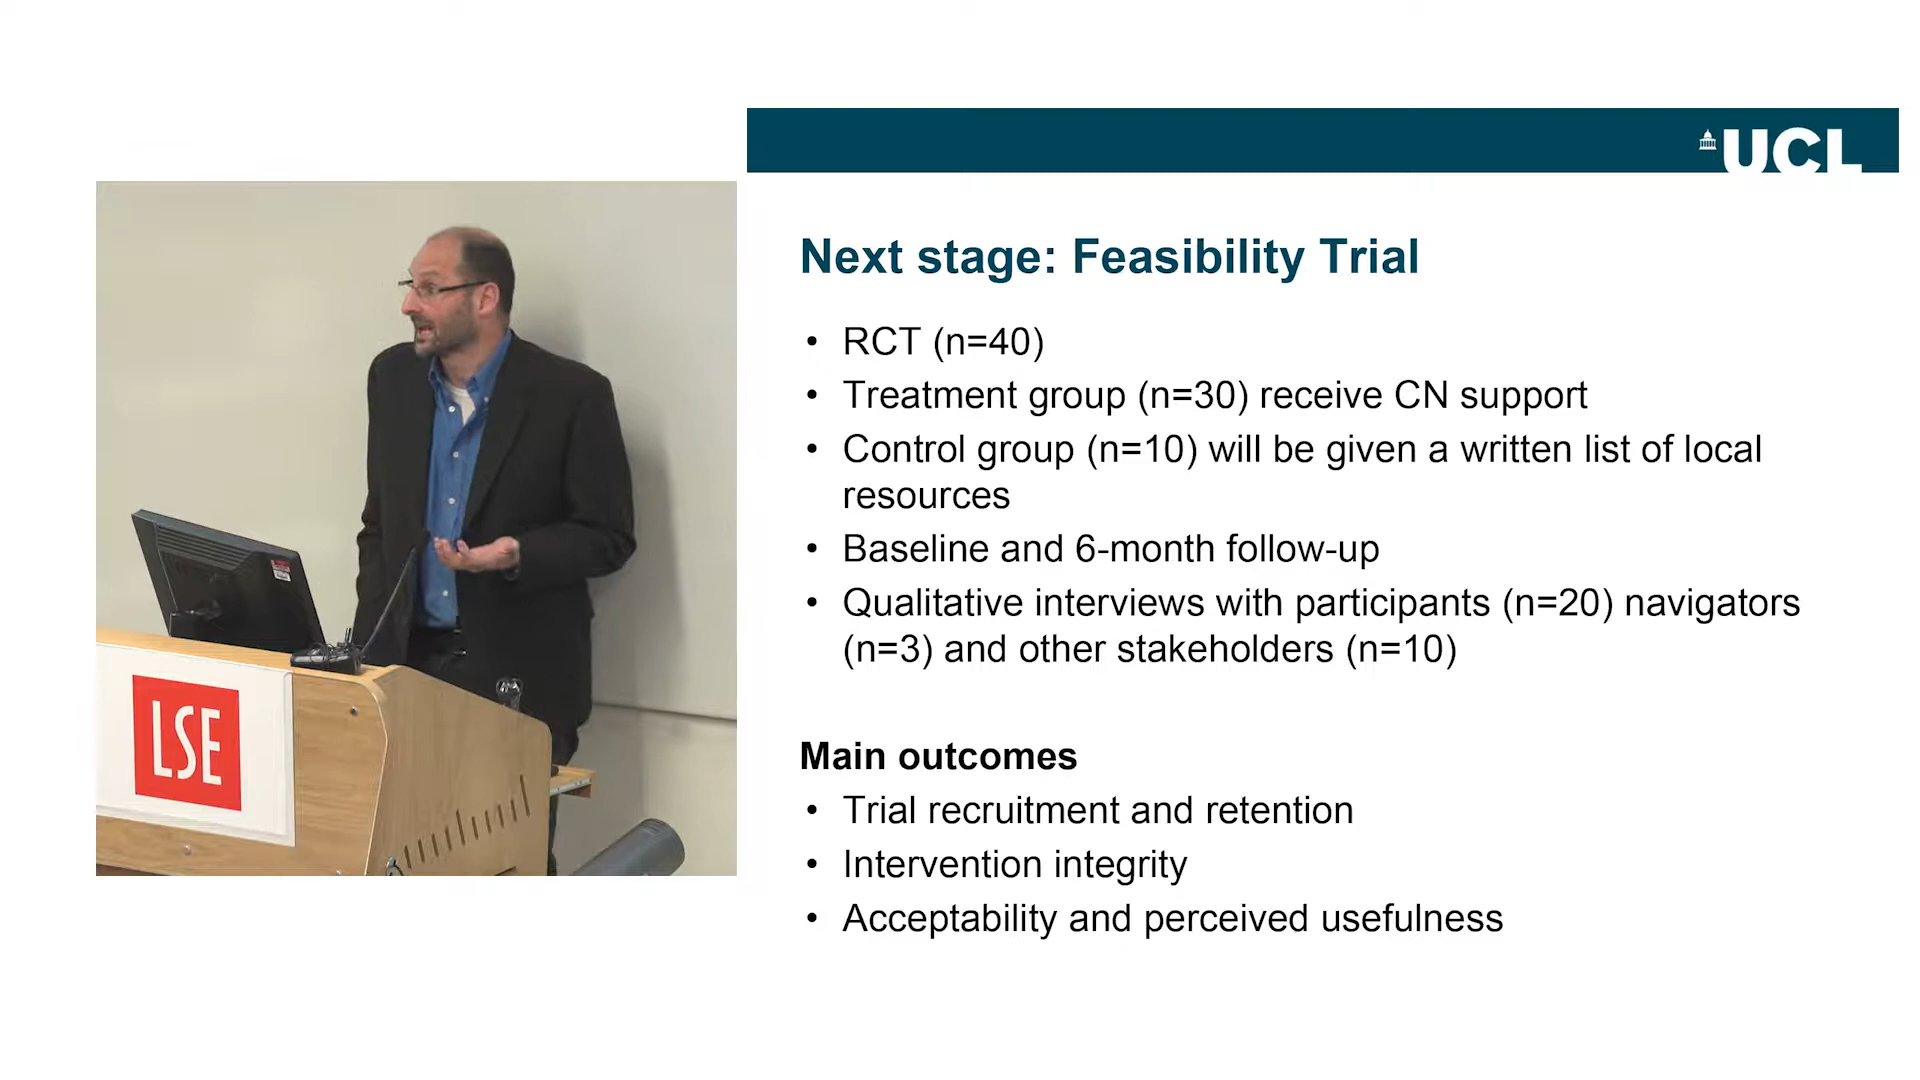 UCL
Next stage: Feasibility Trial
• RCT (n=40)
• Treatment group (n=30) receive CN support
• Control group (n=10) will be given a written list of local
resources
• Baseline and 6-month follow-up
• Qualitative interviews with participants (n=20) navigators
(n=3) and other stakeholders (n=10)
Main outcomes
• Trial recruitment and retention
• Intervention integrity
• Acceptability and perceived usefulness
LSE